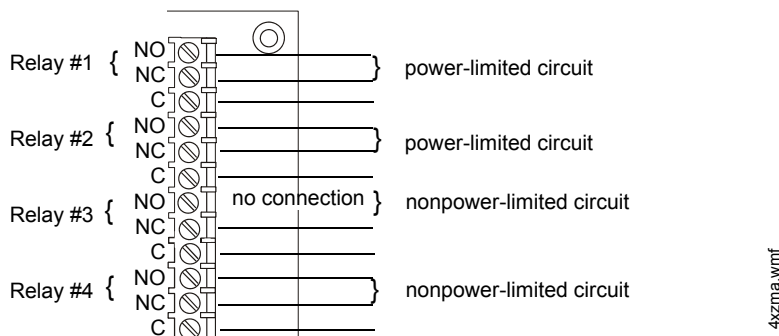 Relay #1 { NO } power-limited circuit
NC
C
Relay #2 { NO } power-limited circuit
NC
C
Relay #3 { NO no connection } nonpower-limited circuit
NC
C
Relay #4 { NO } nonpower-limited circuit
NC
C
4xzma.wmf